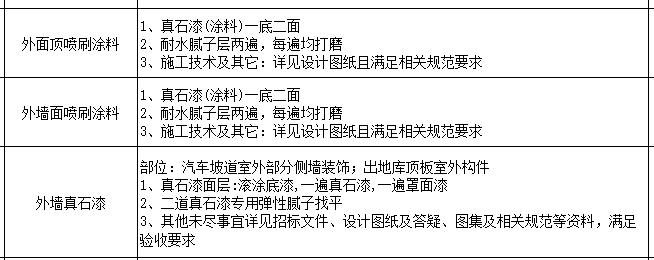 外面顶喷刷涂料
1、真石漆(涂料)一底二面
2、耐水腻子层两遍，每遍均打磨
3、施工技术及其它：详见设计图纸且满足相关规范要求
外墙面喷刷涂料
1、真石漆(涂料)一底二面
2、耐水腻子层两遍，每遍均打磨
3、施工技术及其它：详见设计图纸且满足相关规范要求
外墙真石漆
部位：汽车坡道室外部分侧墙装饰；出地库顶板室外构件
1、真石漆面层:滚涂底漆,一遍真石漆,一遍罩面漆
2、二道真石漆专用弹性腻子找平
3、其他未尽事宜详见招标文件、设计图纸及答疑、图集及相关规范等资料，满足
验收要求